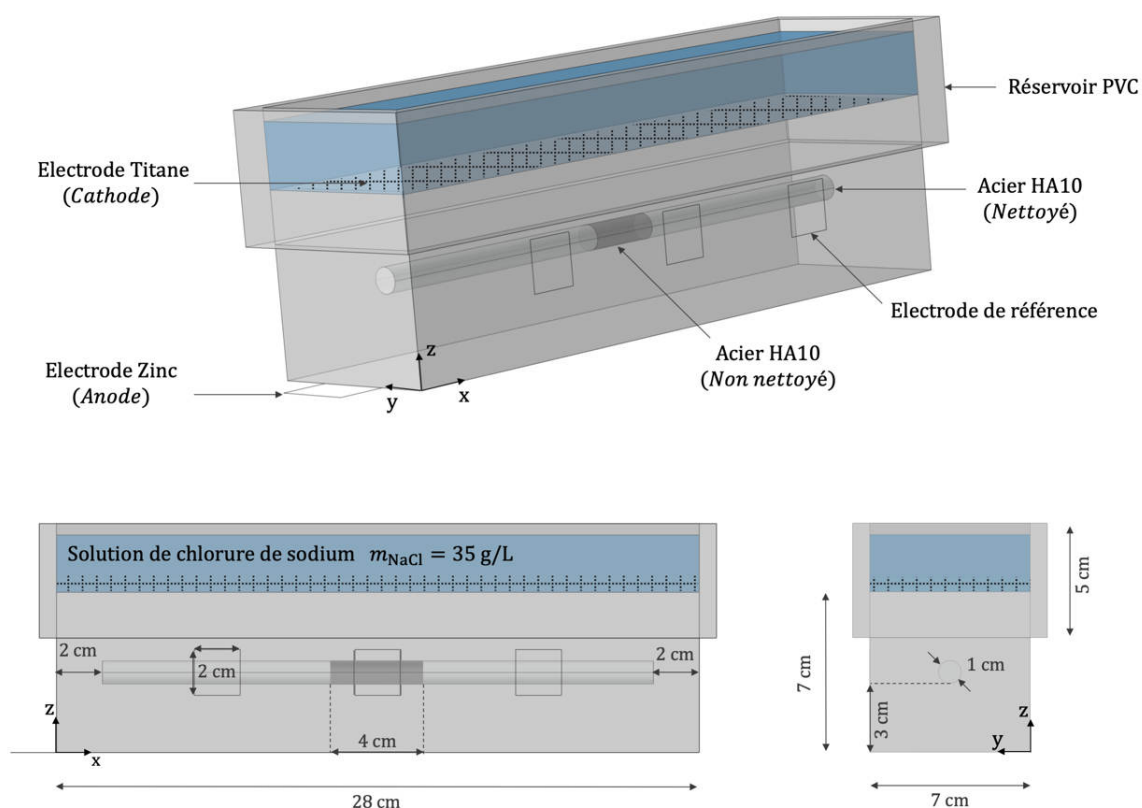 Réservoir PVC
Electrode Titane
(Cathode)
Acier HA10
(Nettoyé)
Electrode de référence
Acier HA10
(Non nettoyé)
Electrode Zinc
(Anode)
z
y
x
Solution de chlorure de sodium m_NaCl = 35 g/L
5 cm
2 cm
2 cm
2 cm
7 cm
1 cm
3 cm
z
x
4 cm
z
y
28 cm
7 cm